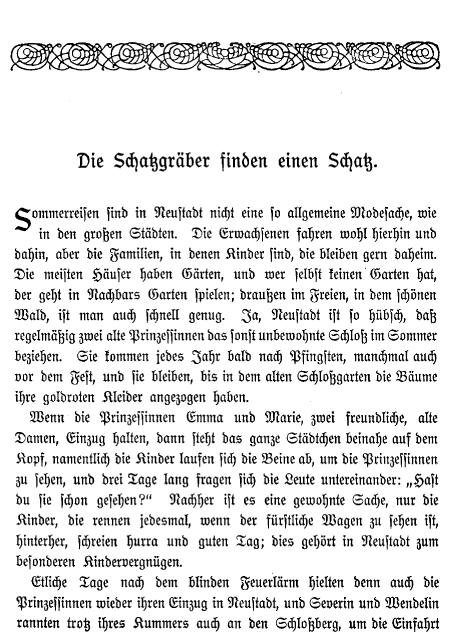 Die Schatzgräber finden einen Schatz.
Sommerreisen sind in Neustadt nicht eine so allgemeine Modesache, wie
in den großen Städten. Die Erwachsenen fahren wohl hierhin und
dahin, aber die Familien, in denen Kinder sind, die bleiben gern daheim.
Die meisten Häuser haben Gärten, und wer selbst keinen Garten hat,
der geht in Nachbars Garten spielen; draußen im Freien, in dem schönen
Wald, ist man auch schnell genug. Ja, Neustadt ist so hübsch, daß
regelmäßig zwei alte Prinzessinnen das sonst unbewohnte Schloß im Sommer
beziehen. Sie kommen jedes Jahr bald nach Pfingsten, manchmal auch
vor dem Fest, und sie bleiben, bis in dem alten Schloßgarten die Bäume
ihre goldroten Kleider angezogen haben.
Wenn die Prinzessinnen Emma und Marie, zwei freundliche, alte
Damen, Einzug halten, dann steht das ganze Städtchen beinahe auf dem
Kopf, namentlich die Kinder laufen sich die Beine ab, um die Prinzessinnen
zu sehen, und drei Tage lang fragen sich die Leute untereinander: „Hast
du sie schon gesehen?“ Nachher ist es eine gewohnte Sache, nur die
Kinder, die rennen jedesmal, wenn der fürstliche Wagen zu sehen ist,
hinterher, schreien hurra und guten Tag; dies gehört in Neustadt zum
besonderen Kindervergnügen.
Etliche Tage nach dem blinden Feuerlärm hielten denn auch die
Prinzessinnen wieder ihren Einzug in Neustadt, und Severin und Wendelin
rannten trotz ihres Kummers auch an den Schloßberg, um die Einfahrt